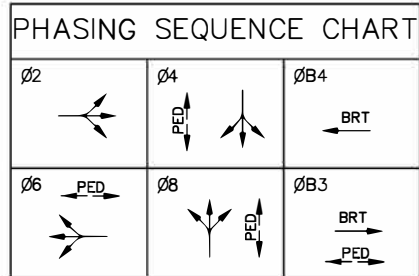 PHASING SEQUENCE CHART
Ø2
Ø4
PED
ØB4
BRT
Ø6
PED
Ø8
PED
ØB3
BRT
PED